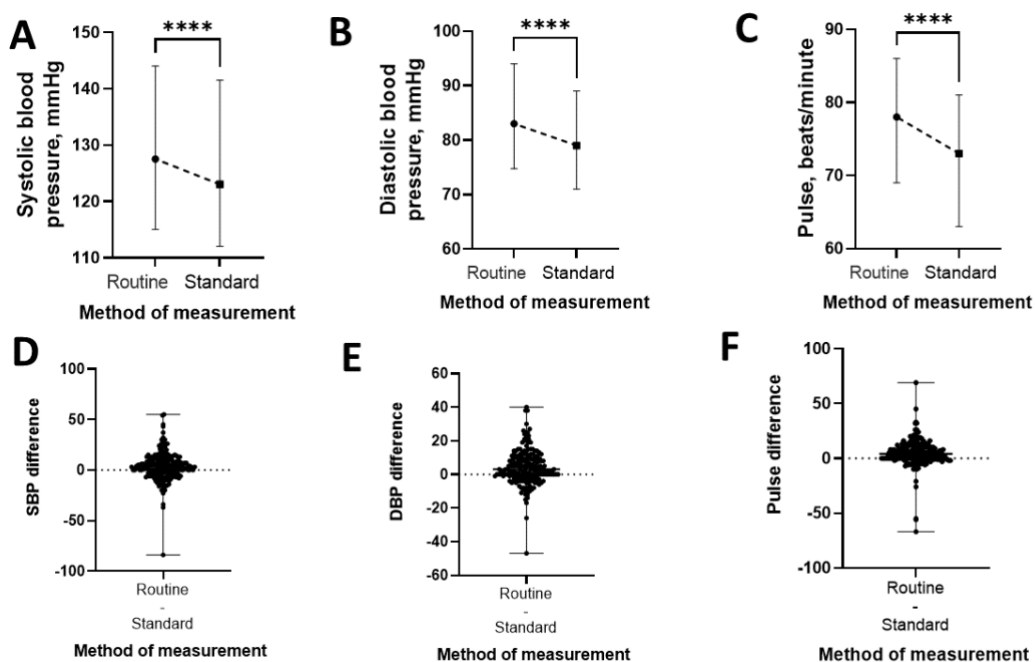 A
Systolic blood
pressure, mmHg
150
140
130
120
110
****
Routine
Standard
Method of measurement
B
Diastolic blood
pressure, mmHg
100
90
80
70
60
****
Routine
Standard
Method of measurement
C
Pulse, beats/minute
90
80
70
60
****
Routine
Standard
Method of measurement
D
SBP difference
100
50
0
-50
-100
Routine
-
Standard
Method of measurement
E
DBP difference
60
40
20
0
-20
-40
-60
Routine
-
Standard
Method of measurement
F
Pulse difference
100
50
0
-50
-100
Routine
-
Standard
Method of measurement